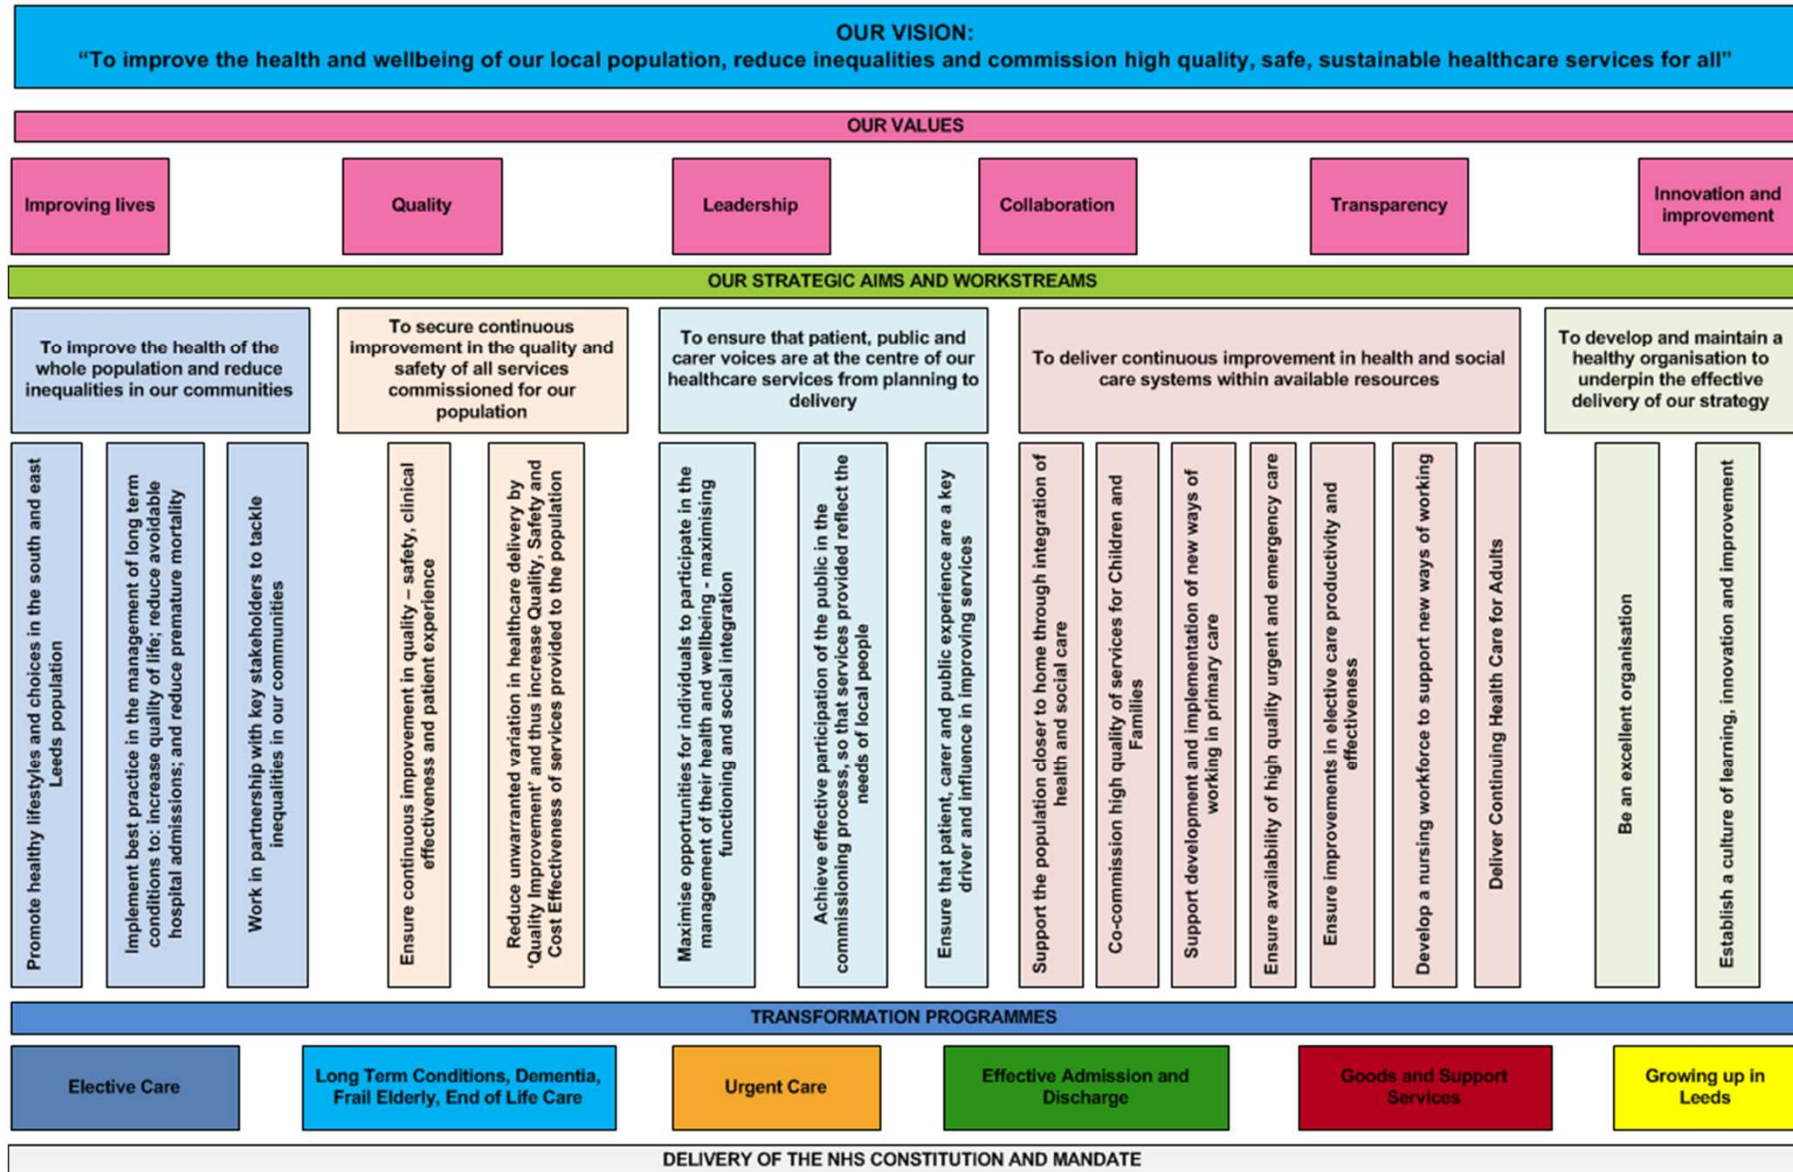 OUR VISION:
“To improve the health and wellbeing of our local population, reduce inequalities and commission high quality, safe, sustainable healthcare services for all”
OUR VALUES
Improving lives
Quality
Leadership
Collaboration
Transparency
Innovation and
improvement
OUR STRATEGIC AIMS AND WORKSTREAMS
To improve the health of the
whole population and reduce
inequalities in our communities
To secure continuous
improvement in the quality and
safety of all services
commissioned for our
population
To ensure that patient, public and
carer voices are at the centre of our
healthcare services from planning to
delivery
To deliver continuous improvement in health and social
care systems within available resources
To develop and maintain a
healthy organisation to
underpin the effective
delivery of our strategy
Promote healthy lifestyles and choices in the south and east
Leeds population
Implement best practice in the management of long term
conditions to: increase quality of life; reduce avoidable
hospital admissions; and reduce premature mortality
Work in partnership with key stakeholders to tackle
inequalities in our communities
Ensure continuous improvement in quality – safety, clinical
effectiveness and patient experience
Reduce unwarranted variation in healthcare delivery by
‘Quality Improvement’ and thus increase Quality, Safety and
Cost Effectiveness of services provided to the population
Maximise opportunities for individuals to participate in the
management of their health and wellbeing - maximising
functioning and social integration
Achieve effective participation of the public in the
commissioning process, so that services provided reflect the
needs of local people
Ensure that patient, carer and public experience are a key
driver and influence in improving services
Support the population closer to home through integration of
health and social care
Co-commission high quality of services for Children and
Families
Support development and implementation of new ways of
working in primary care
Ensure availability of high quality urgent and emergency care
Ensure improvements in elective care productivity and
effectiveness
Develop a nursing workforce to support new ways of working
Deliver Continuing Health Care for Adults
Be an excellent organisation
Establish a culture of learning, innovation and improvement
TRANSFORMATION PROGRAMMES
Elective Care
Long Term Conditions, Dementia,
Frail Elderly, End of Life Care
Urgent Care
Effective Admission and
Discharge
Goods and Support
Services
Growing up in
Leeds
DELIVERY OF THE NHS CONSTITUTION AND MANDATE